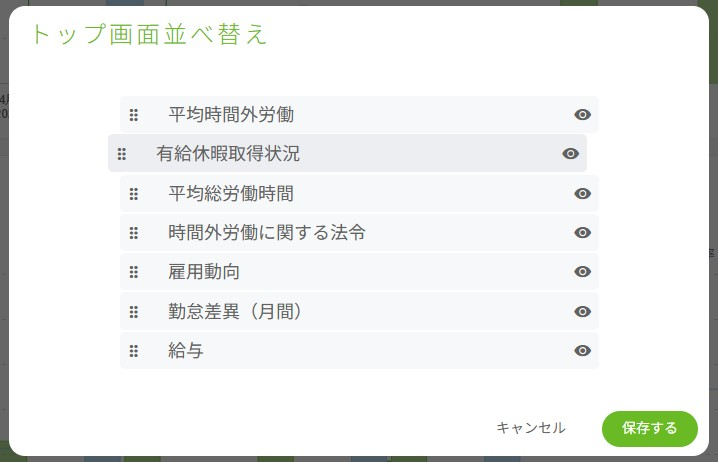 トップ画面並べ替え
平均時間外労働
有給休暇取得状況
平均総労働時間
時間外労働に関する法令
雇用動向
勤怠差異（月間）
給与
キャンセル
保存する